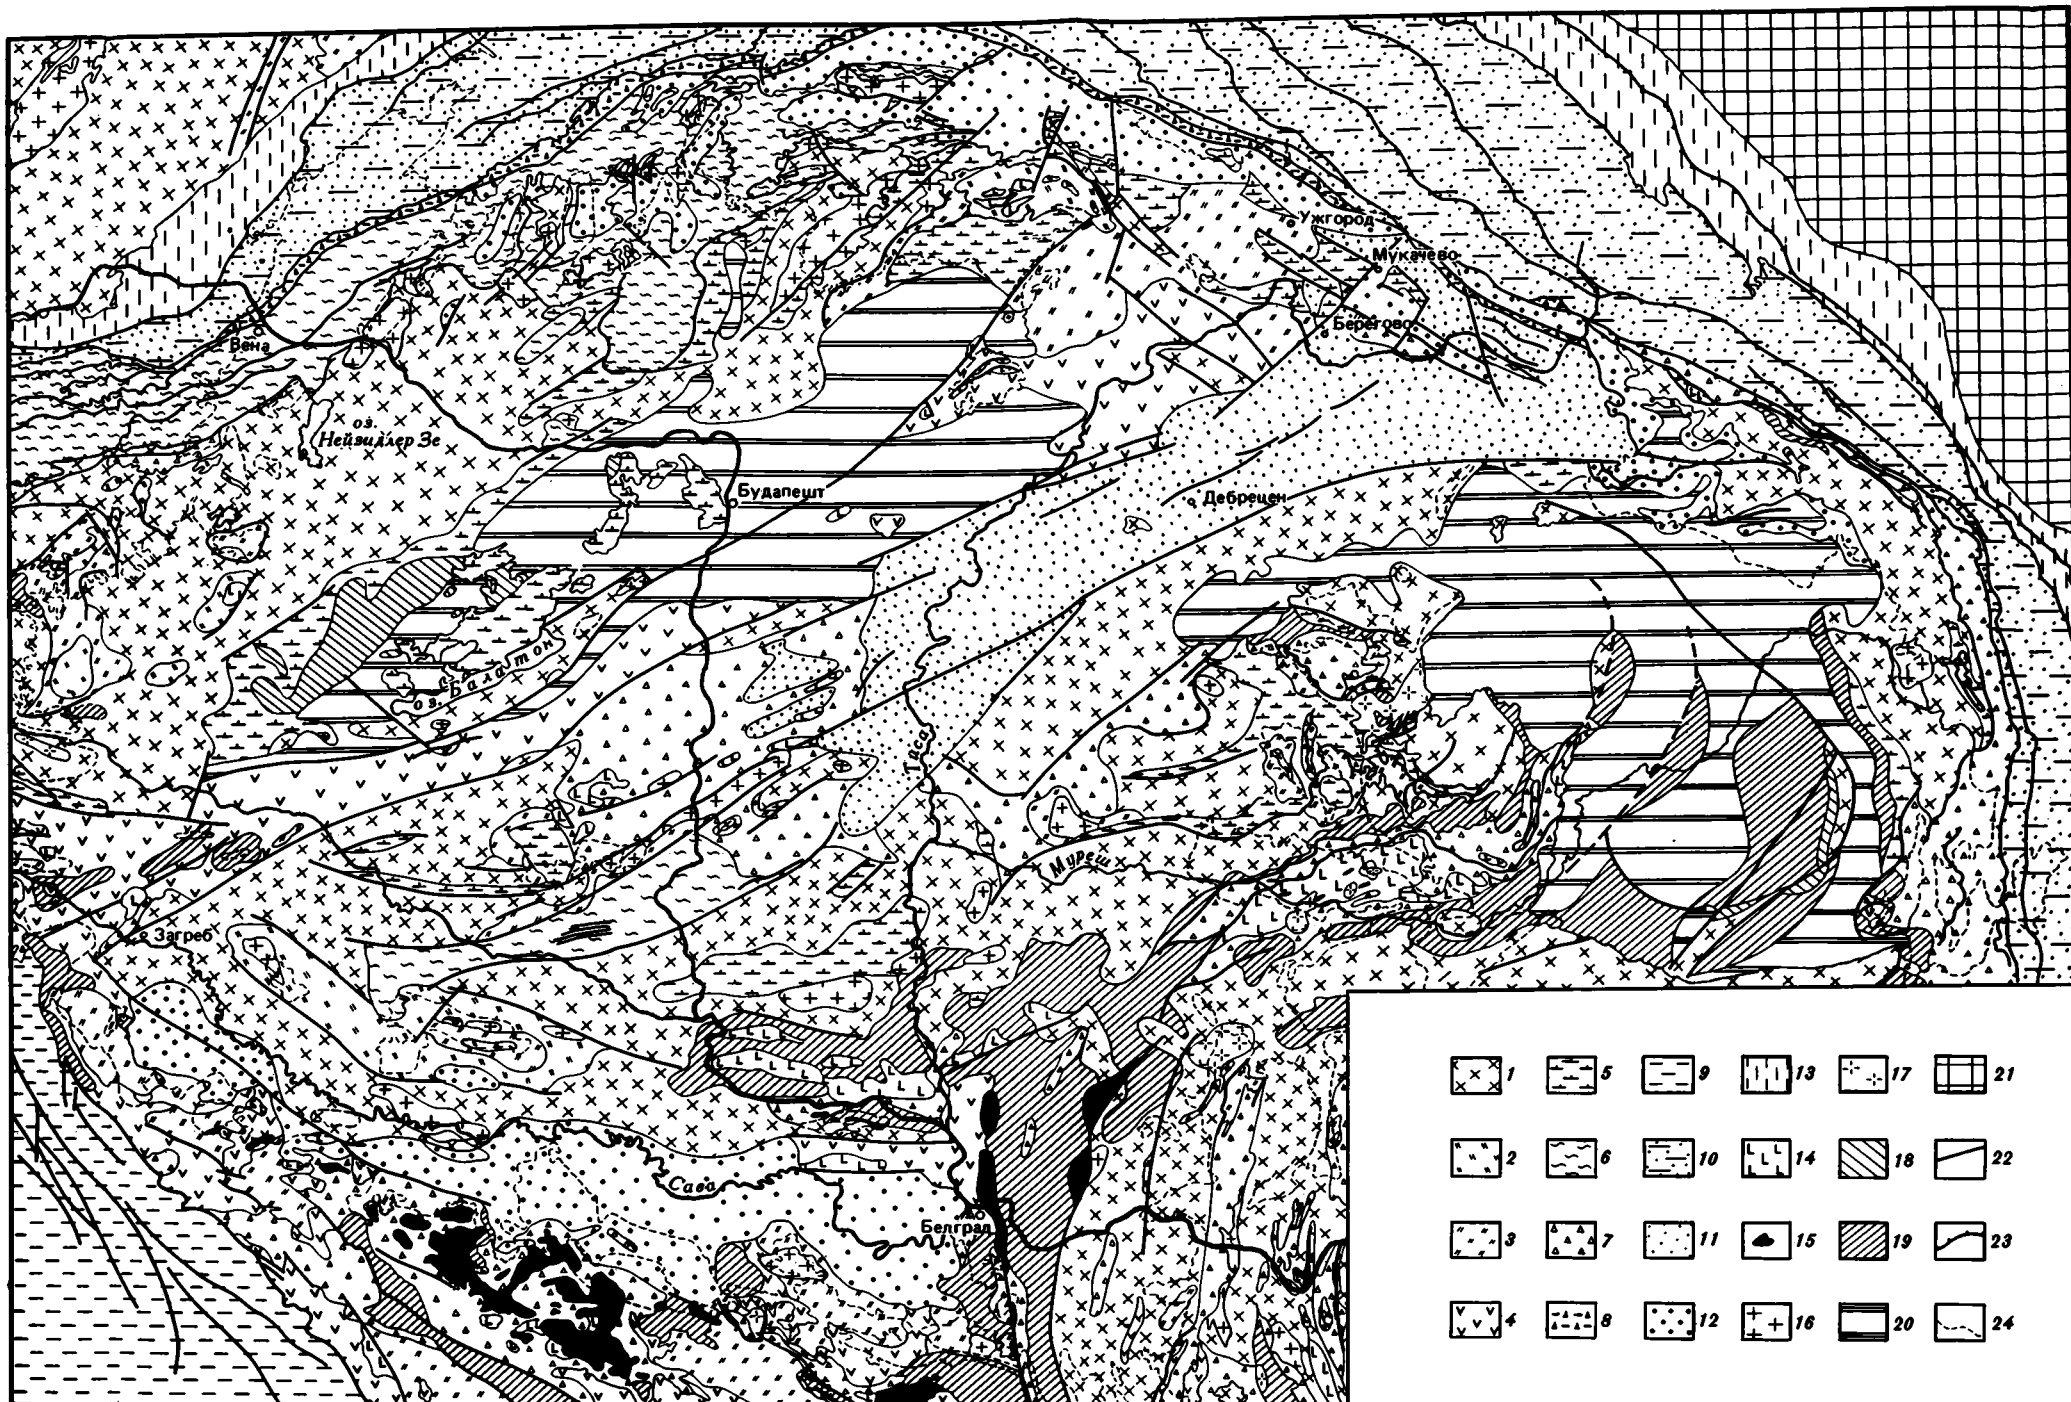 Ужгород
Мукачево
Берегово
Вена
оз.
Нейзидлер Зе
Будапешт
Дебрецен
оз. Балатон
Тиса
Муреш
Загреб
Сава
Белград
1 5 9 13 17 21
2 6 10 14 18 22
3 7 11 15 19 23
4 8 12 16 20 24